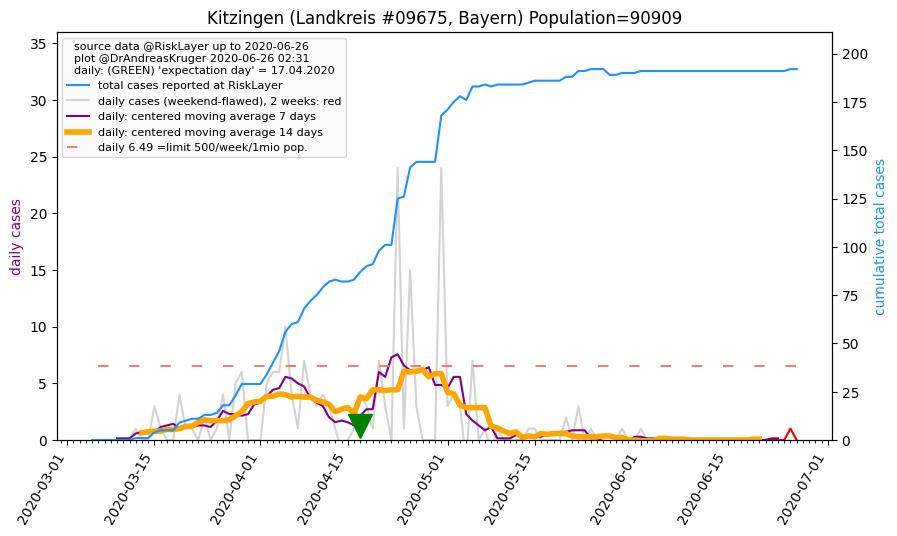 Kitzingen (Landkreis #09675, Bayern) Population=90909
source data @RiskLayer up to 2020-06-26
plot @DrAndreasKruger 2020-06-26 02:31
daily: (GREEN) 'expectation day' = 17.04.2020
total cases reported at RiskLayer
daily cases (weekend-flawed), 2 weeks: red
daily: centered moving average 7 days
daily: centered moving average 14 days
daily 6.49 =limit 500/week/1mio pop.
daily cases
35
30
25
20
15
10
5
0
cumulative total cases
200
175
150
125
100
75
50
25
0
2020-03-01
2020-03-15
2020-04-01
2020-04-15
2020-05-01
2020-05-15
2020-06-01
2020-06-15
2020-07-01